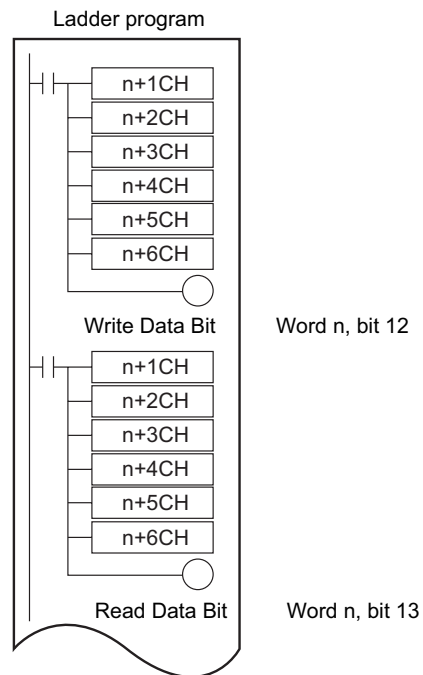 Ladder program
n+1CH
n+2CH
n+3CH
n+4CH
n+5CH
n+6CH
Write Data Bit Word n, bit 12
n+1CH
n+2CH
n+3CH
n+4CH
n+5CH
n+6CH
Read Data Bit Word n, bit 13